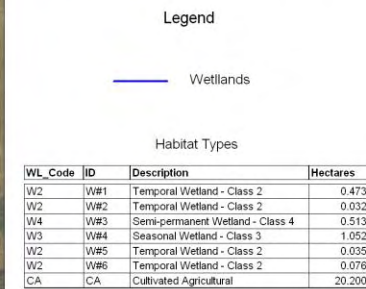 Legend
Wetllands
Habitat Types
WL_Code ID Description Hectares
W2 W#1 Temporal Wetland - Class 2 0.473
W2 W#2 Temporal Wetland - Class 2 0.032
W4 W#3 Semi-permanent Wetland - Class 4 0.513
W3 W#4 Seasonal Wetland - Class 3 1.052
W2 W#5 Temporal Wetland - Class 2 0.035
W2 W#6 Temporal Wetland - Class 2 0.076
CA CA Cultivated Agricultural 20.200